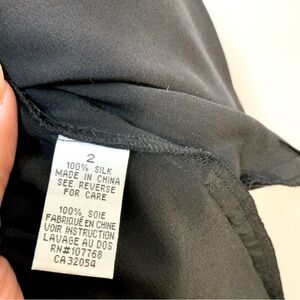 2
100% SILK
MADE IN CHINA
SEE REVERSE
FOR CARE
100% SOIE
FABRIQUÉ EN CHINE
VOIR INSTRUCTION
LAVAGE AU DOS
RN#107768
CA32054